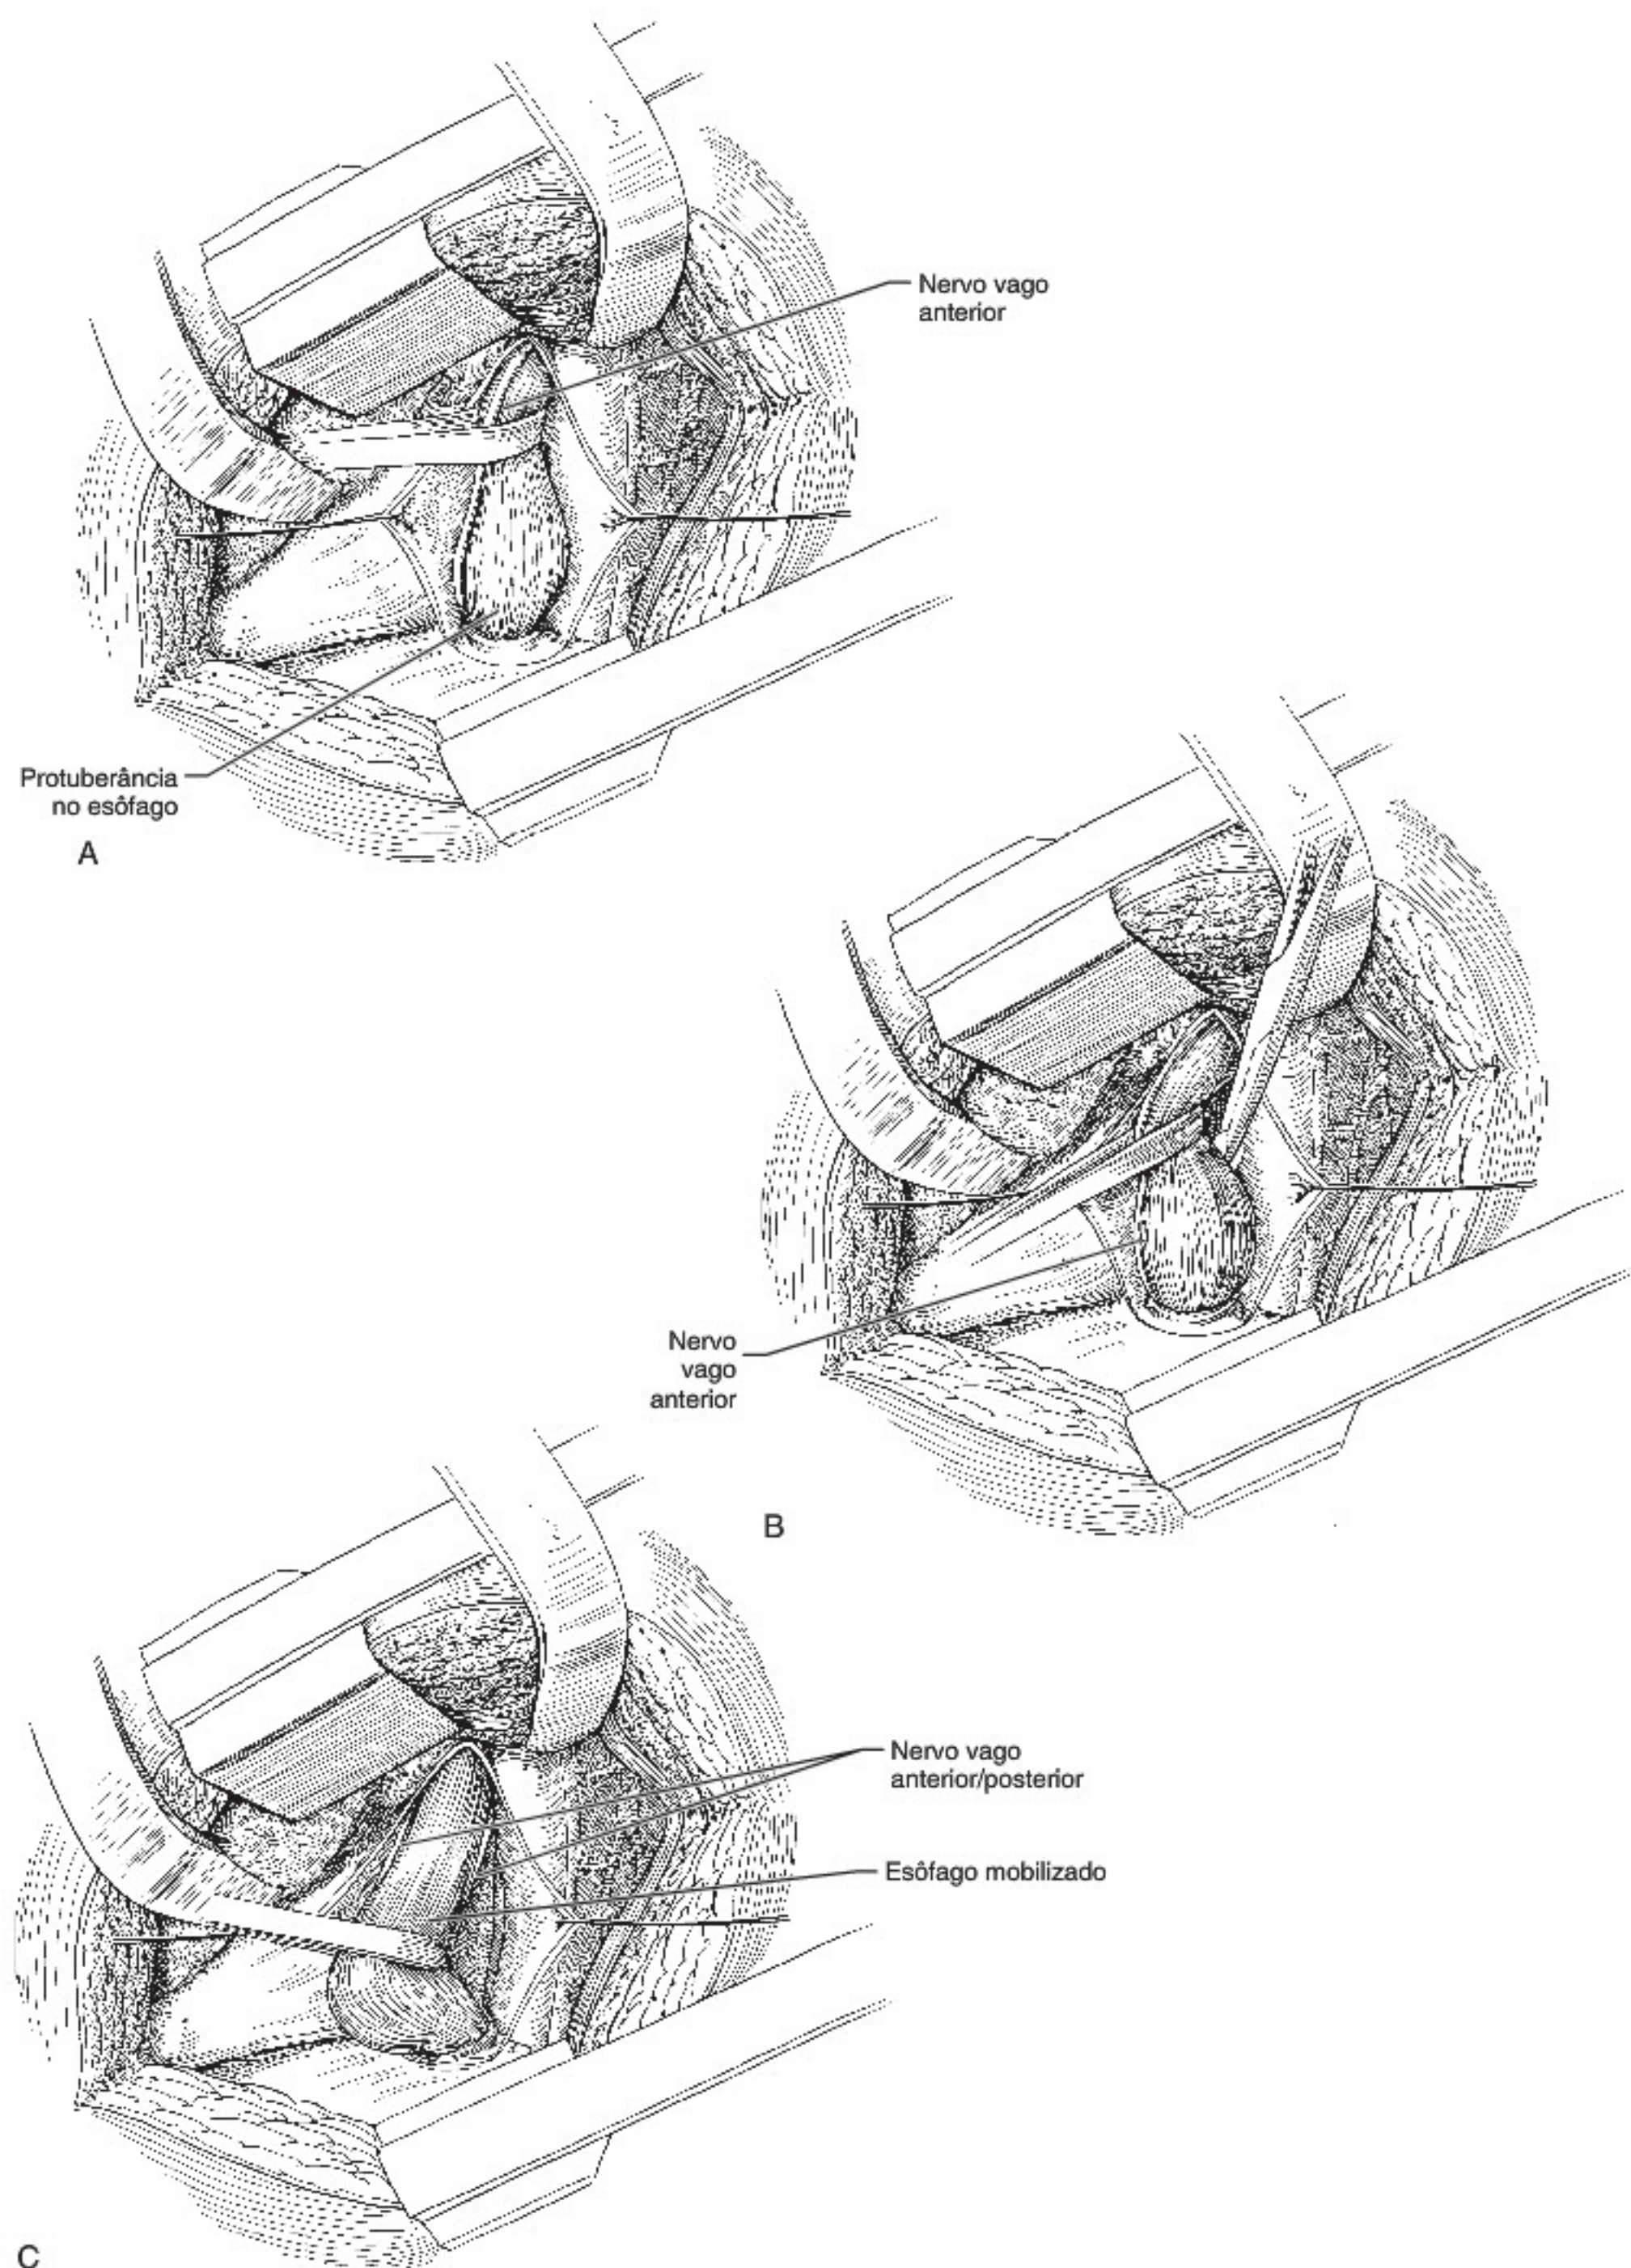 Nervo vago
anterior
Protuberância
no esôfago
A
Nervo
vago
anterior
B
Nervo vago
anterior/posterior
Esôfago mobilizado
C